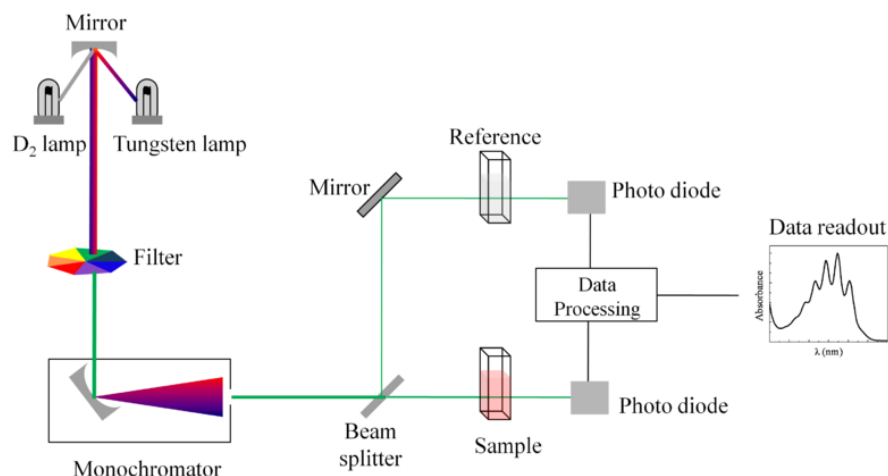 Mirror
D₂ lamp
Tungsten lamp
Filter
Monochromator
Mirror
Beam
splitter
Reference
Sample
Photo diode
Data
Processing
Photo diode
Data readout
Absorbance
λ (nm)